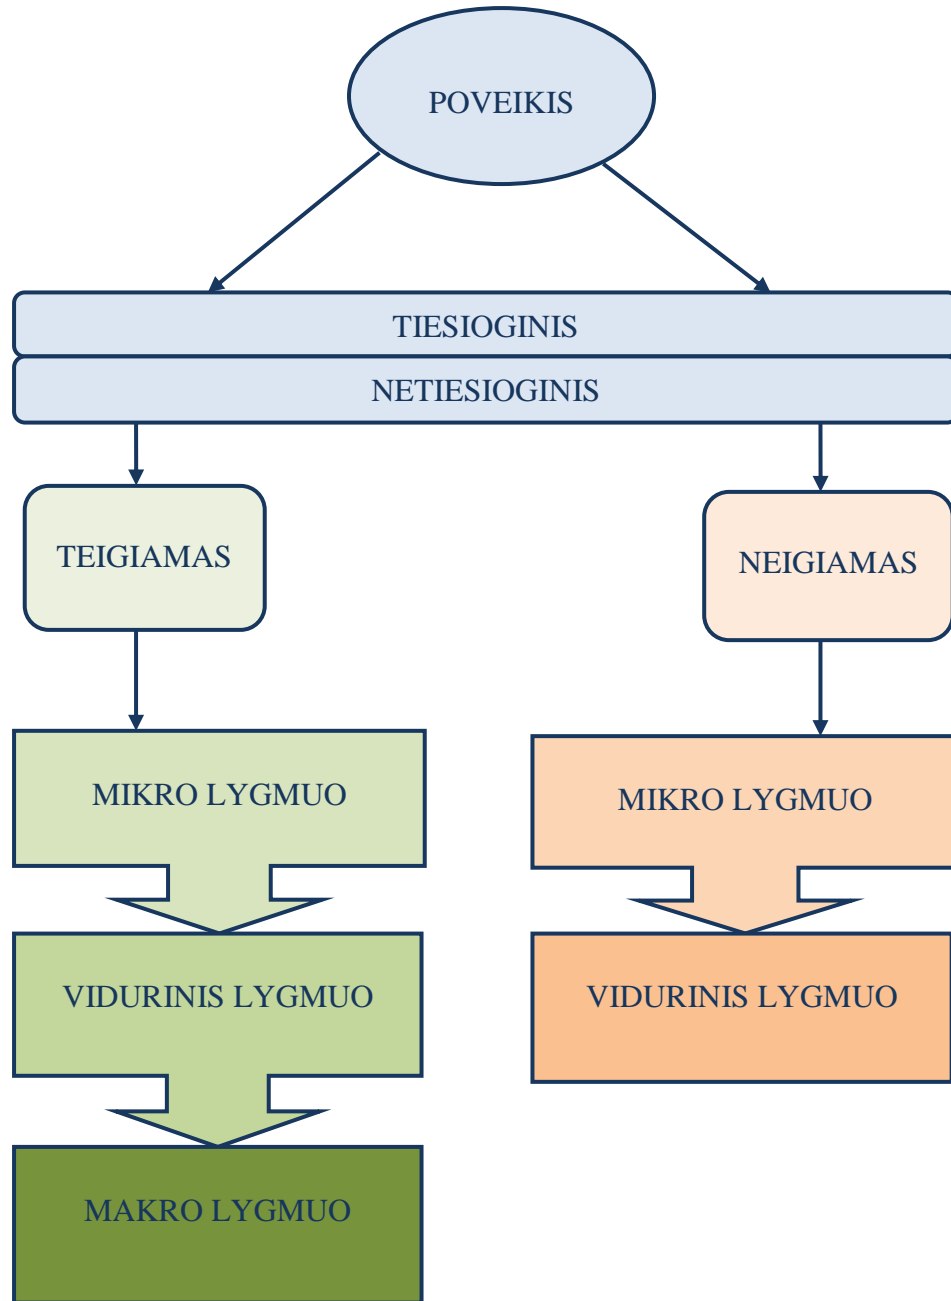 POVEIKIS
TIESIOGINIS
NETIESIOGINIS
TEIGIAMAS
NEIGIAMAS
MIKRO LYGMUO
MIKRO LYGMUO
VIDURINIS LYGMUO
VIDURINIS LYGMUO
MAKRO LYGMUO